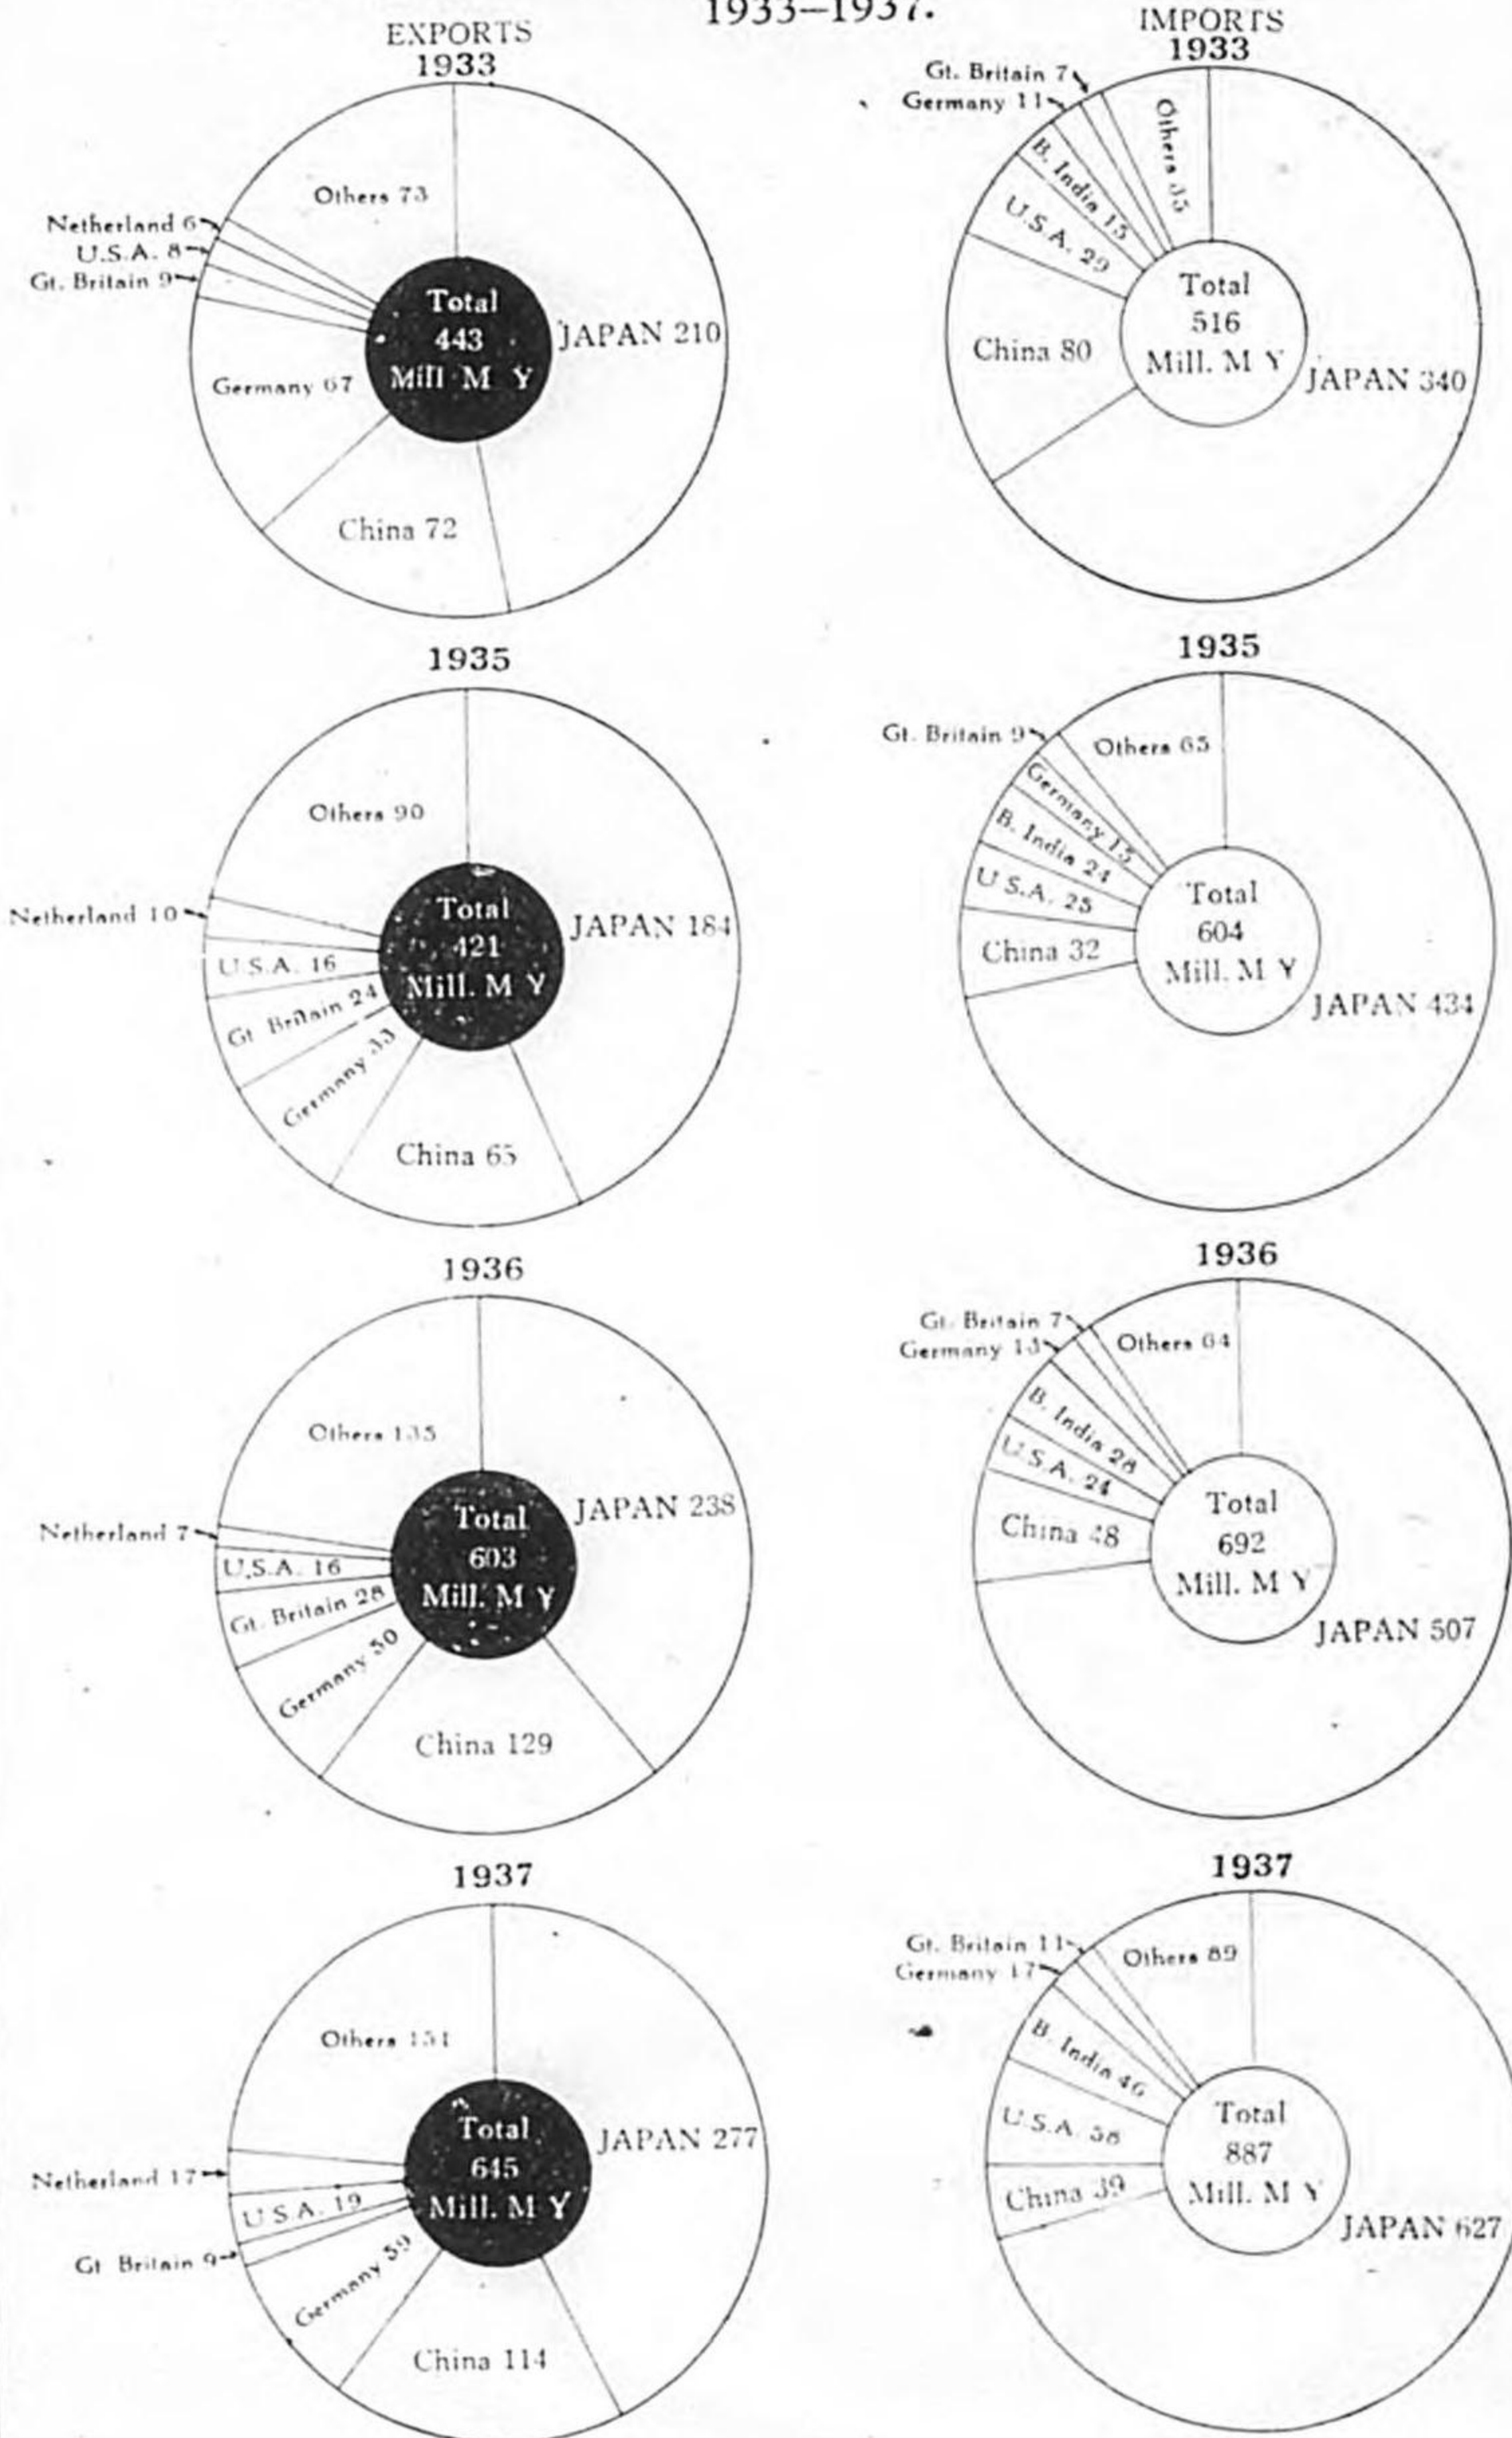 1933–1937.
EXPORTS
1933
Others 73
Netherland 6
U.S.A. 8
Gt. Britain 9
Germany 67
China 72
JAPAN 210
Total
443
Mill. M Y
IMPORTS
1933
Gt. Britain 7
Germany 11
Others 35
B. India 15
U.S.A. 29
China 80
JAPAN 340
Total
516
Mill. M Y
1935
Others 90
Netherland 10
U.S.A. 16
Gt. Britain 24
Germany 33
China 65
JAPAN 184
Total
421
Mill. M Y
1935
Gt. Britain 9
Others 65
Germany 15
B. India 24
U.S.A. 25
China 32
JAPAN 434
Total
604
Mill. M Y
1936
Others 135
Netherland 7
U.S.A. 16
Gt. Britain 28
Germany 50
China 129
JAPAN 238
Total
603
Mill. M Y
1936
Gt. Britain 7
Germany 13
Others 64
B. India 28
U.S.A. 24
China 48
JAPAN 507
Total
692
Mill. M Y
1937
Others 151
Netherland 17
U.S.A. 19
Gt. Britain 9
Germany 59
China 114
JAPAN 277
Total
645
Mill. M Y
1937
Gt. Britain 11
Germany 17
Others 89
B. India 46
U.S.A. 58
China 39
JAPAN 627
Total
887
Mill. M Y